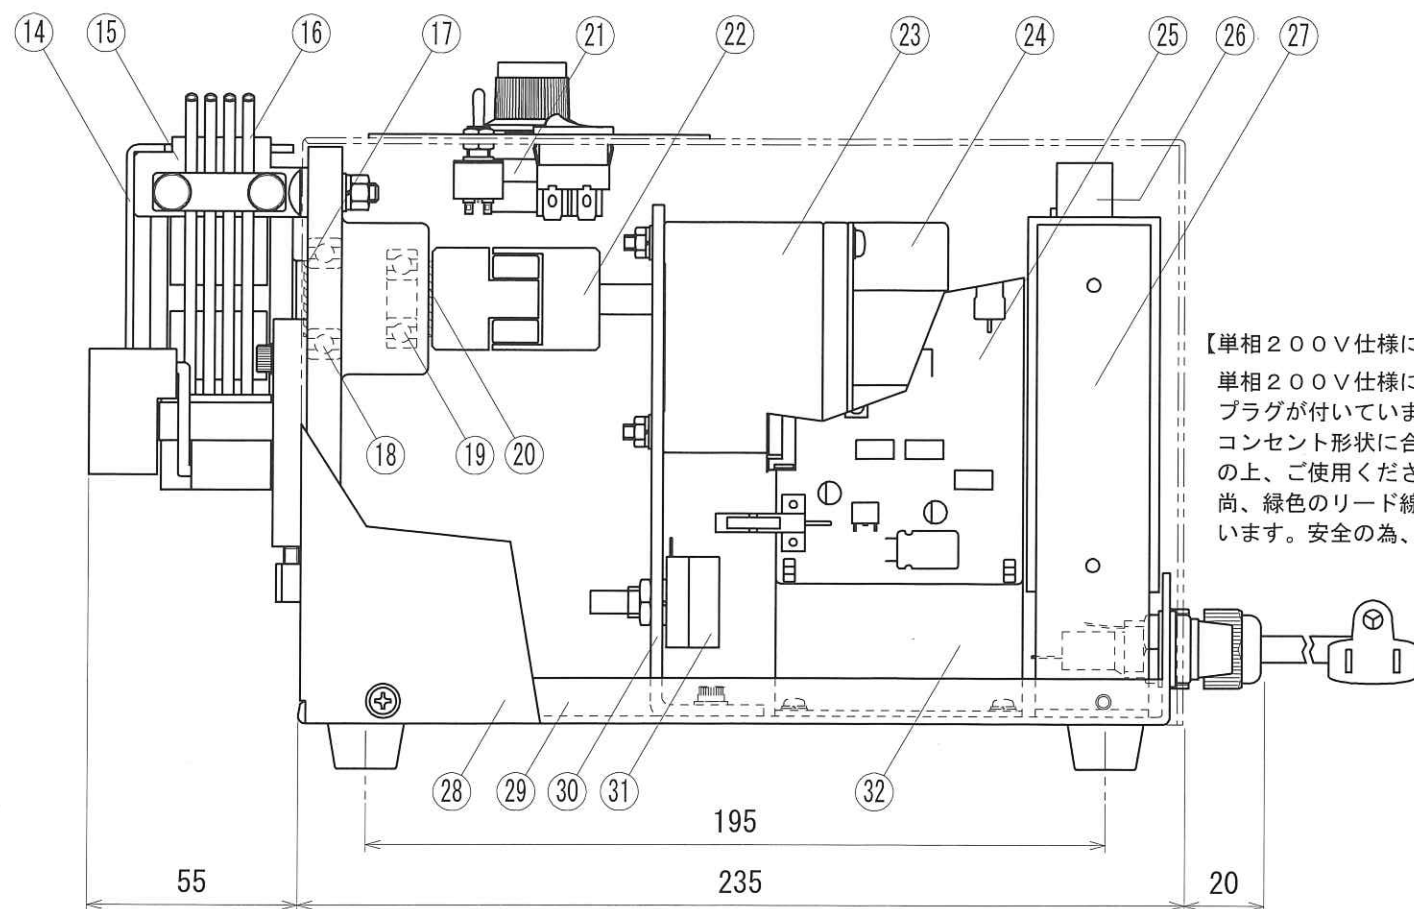 ⑭ ⑮ ⑯ ⑰ ㉑ ㉒ ㉓ ㉔ ㉕ ㉖ ㉗
【単相２００Ｖ仕様に
単相２００Ｖ仕様に
プラグが付いていま
コンセント形状に合
の上、ご使用くださ
尚、緑色のリード線
います。安全の為、
⑱ ⑲ ⑳
㉘ ㉙ ㉚ ㉛ ㉜
195
55 235 20